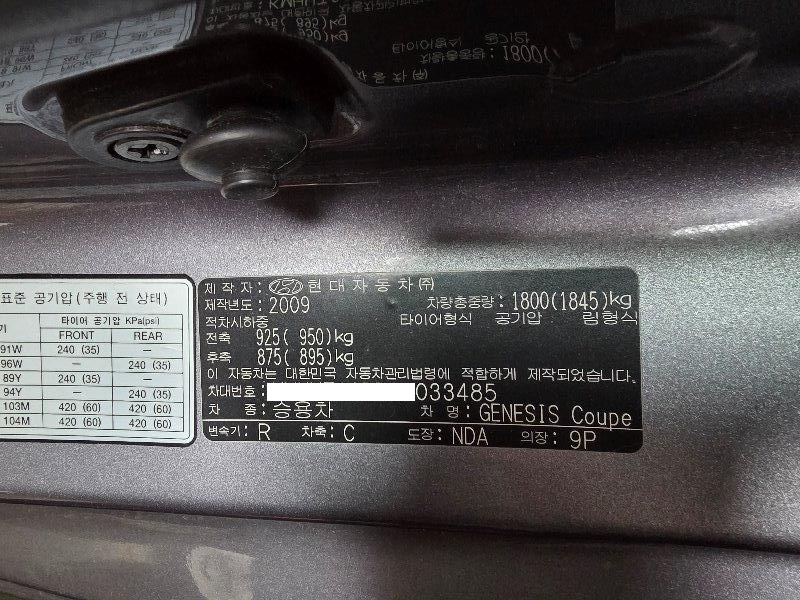 표준 공기압(주행 전 상태)
타이어 공기압 KPa(psi)
FRONT REAR
91W 240 (35) —
96W — 240 (35)
89Y 240 (35) —
94Y — 240 (35)
103M 420 (60) 420 (60)
104M 420 (60) 420 (60)
제작자: 현대자동차㈜
제작년도: 2009 차량총중량: 1800(1845)kg
적차시하중 타이어형식 공기압 림형식
전축 925( 950)kg
후축 875( 895)kg
이 자동차는 대한민국 자동차관리법령에 적합하게 제작되었습니다.
차대번호: 033485
차 종: 승용차 차 명: GENESIS Coupe
변속기: R 차축: C 도장: NDA 의장: 9P